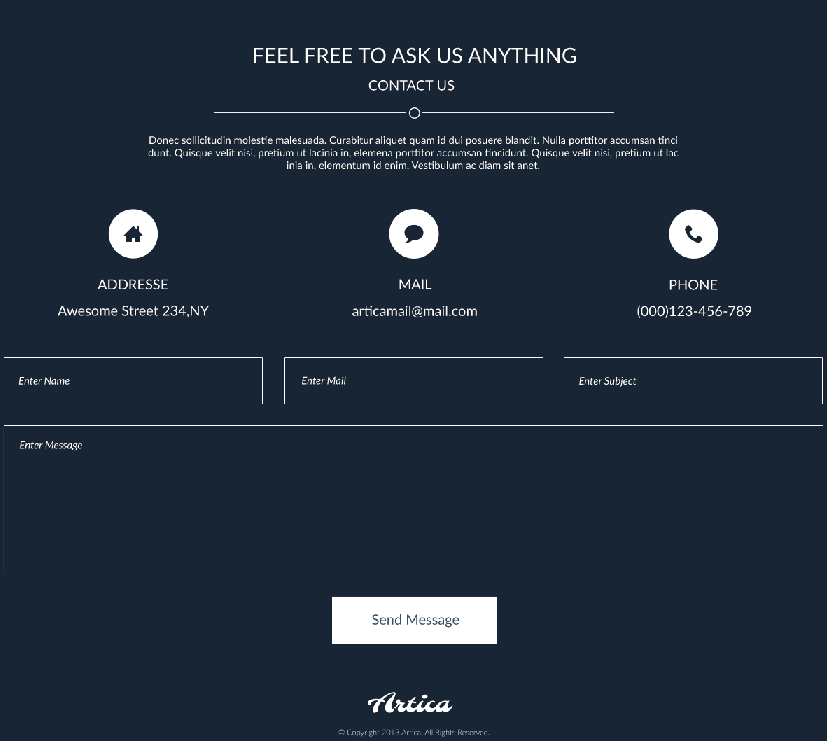 FEEL FREE TO ASK US ANYTHING
CONTACT US
Donec sollicitudin molestie malesuada. Curabitur aliquet quam id dui posuere blandit. Nulla porttitor accumsan tinci
dunt. Quisque velit nisi, pretium ut lacinia in, elemena porttitor accumsan tincidunt. Quisque velit nisi, pretium ut lac
inia in, elementum id enim. Vestibulum ac diam sit anet.
ADDRESSE
MAIL
PHONE
Awesome Street 234,NY
articamail@mail.com
(000)123-456-789
Enter Name
Enter Mail
Enter Subject
Enter Message
Send Message
Artica
© Copyright 2013 Artica. All Rights Reserved.